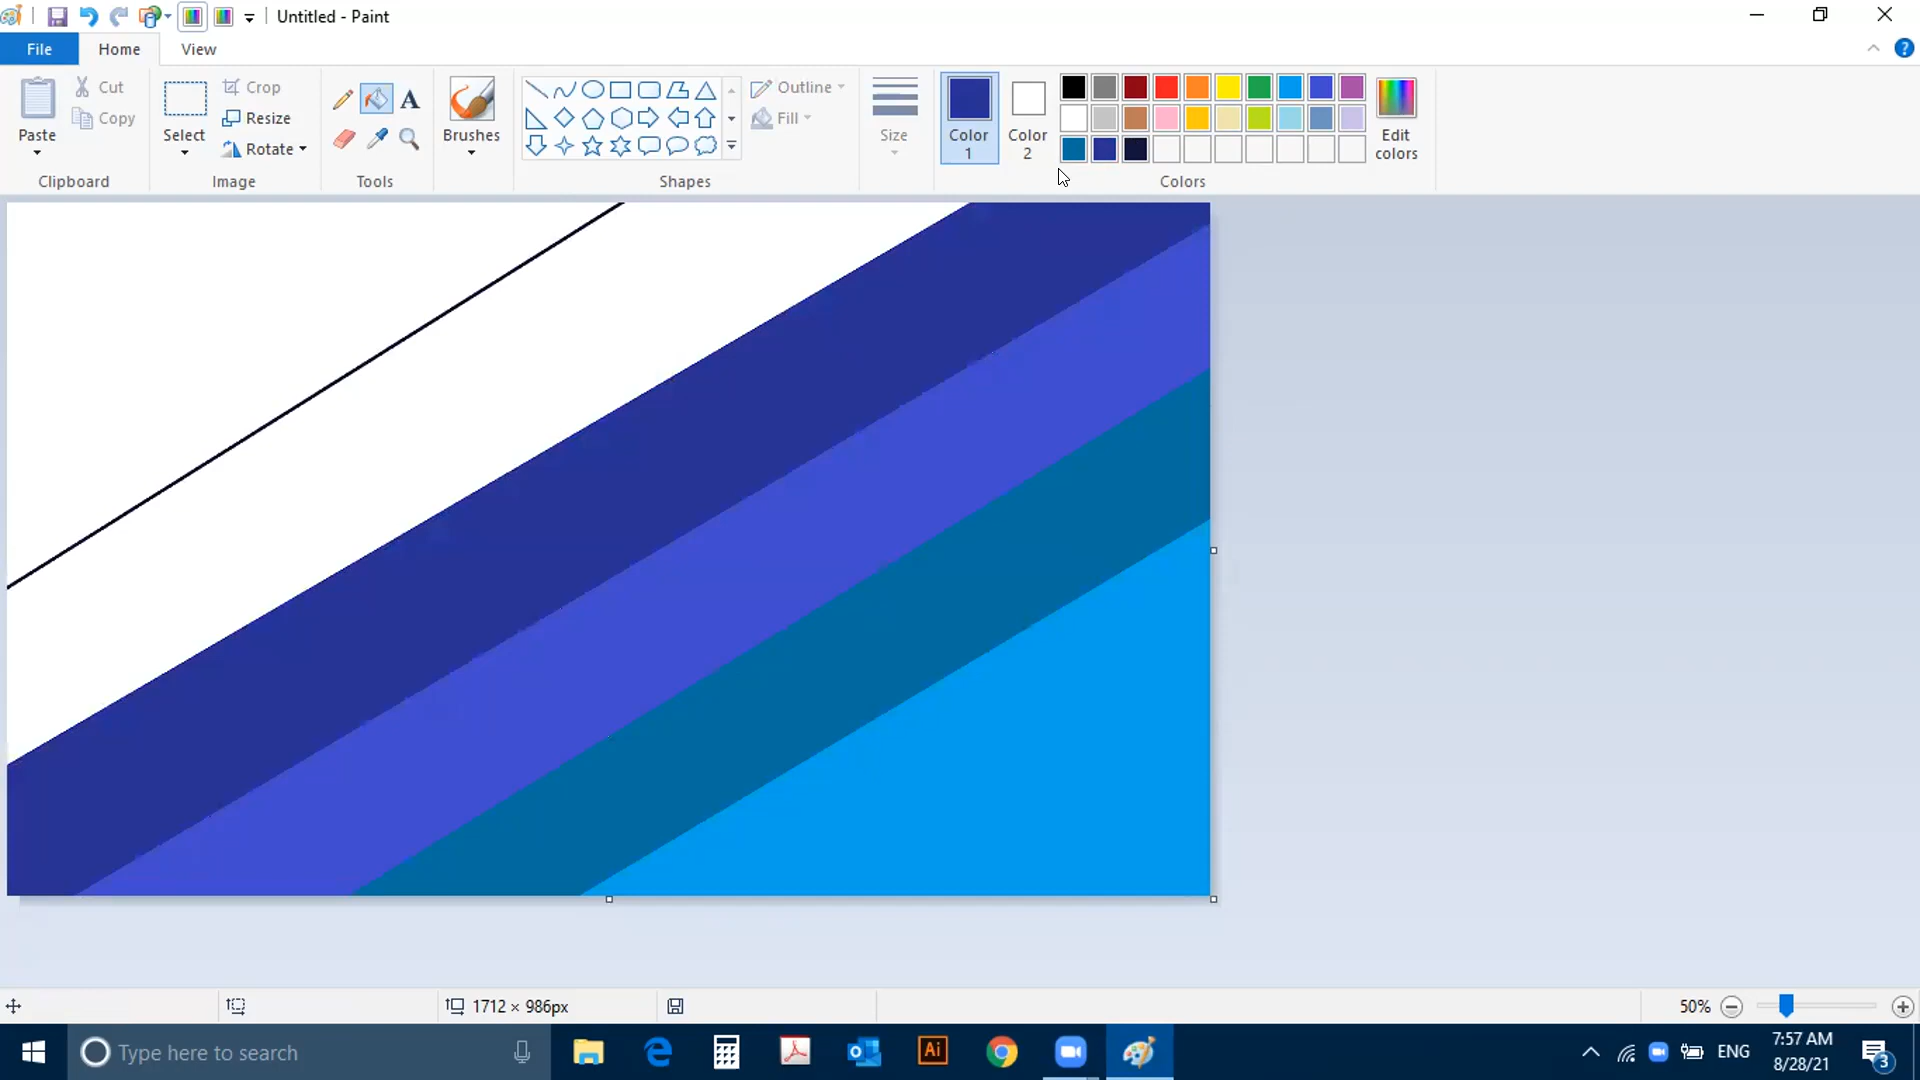 Untitled - Paint
File Home View
Paste Cut Copy Clipboard
Select Crop Resize Rotate Image
A Tools
Brushes
Shapes
Outline Fill
Size
Color 1
Color 2
Edit colors
Colors
1712 × 986px
50%
Type here to search
Ai
ENG
7:57 AM
8/28/21
3